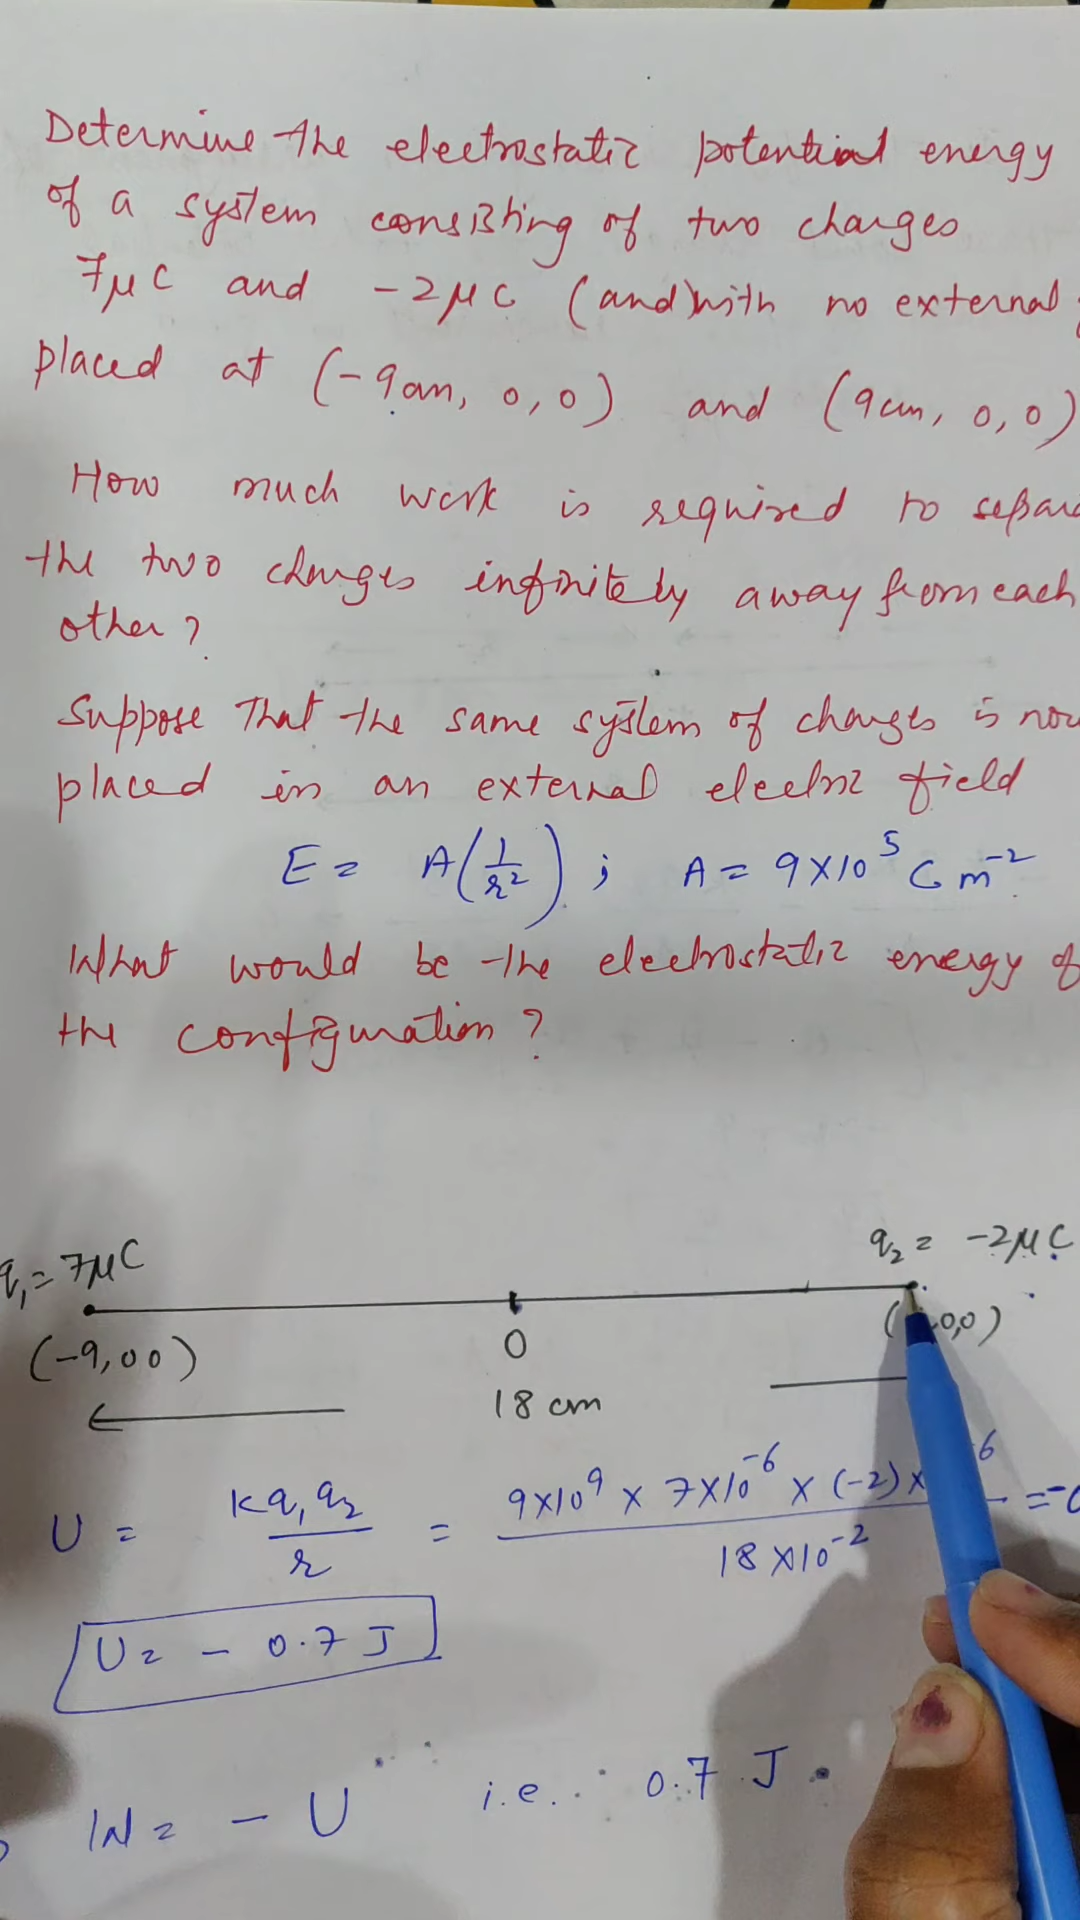 Determine the electrostatic potential energy
of a system consisting of two charges
7μC and -2μC (and) with no external
placed at (-9cm, 0,0) and (9cm, 0,0)
How much work is required to separa
the two charges infinitely away from each
other?
Suppose that the same system of charges is now
placed in an external electric field
E = A(1/r²) ; A = 9×10⁵ C m⁻²
What would be the electrostatic energy of
the configuration?
q₁ = 7μC q₂ = -2μC
(-9,00) O ( 0,0)
18 cm
U = kq₁q₂/r = 9×10⁹ × 7×10⁻⁶ × (-2)× ⁻⁶ / 18×10⁻² = -0
U = - 0.7 J
W = - U i.e. 0.7 J